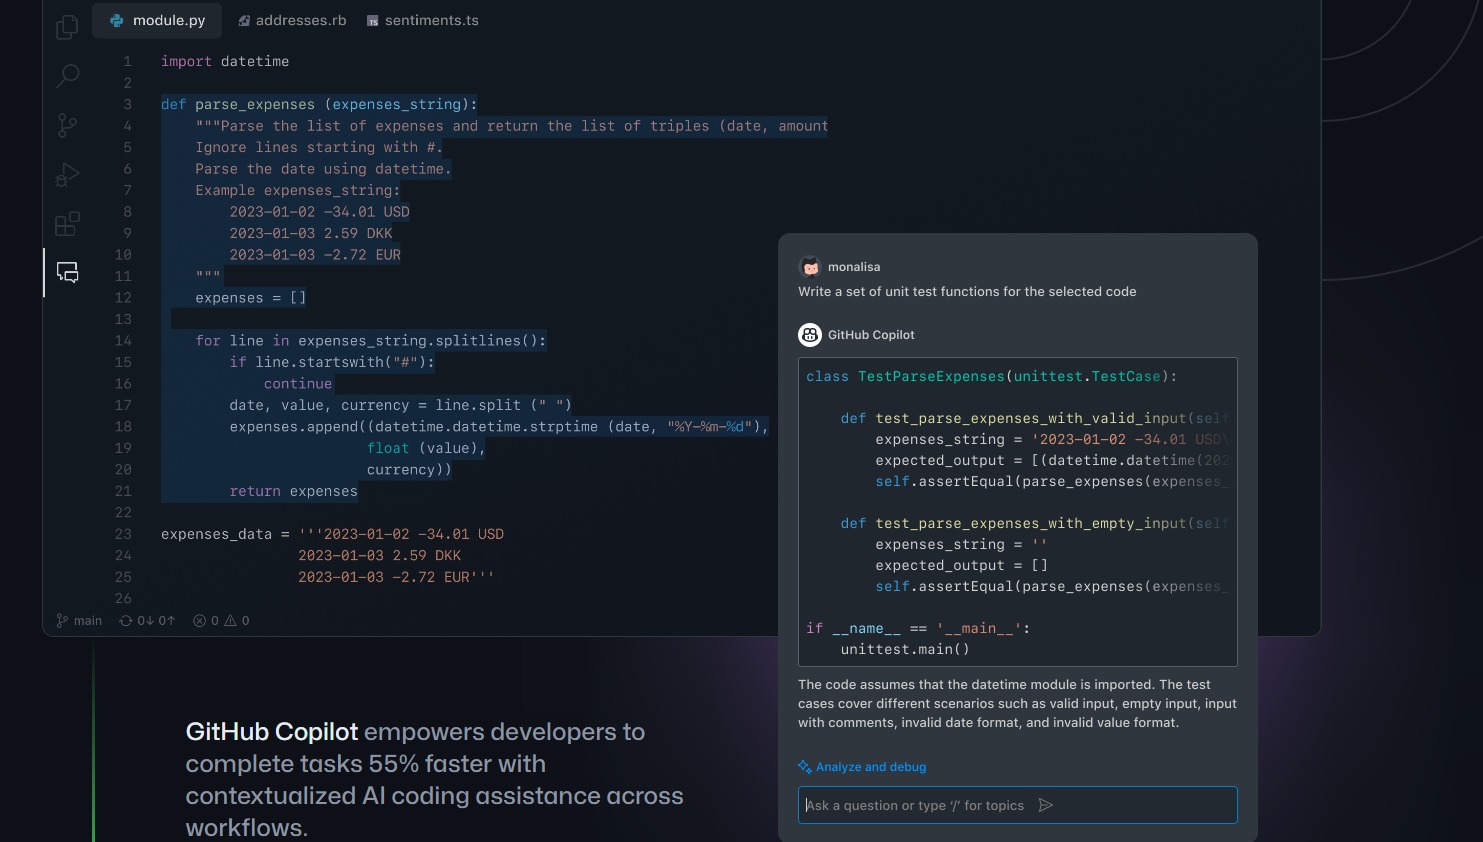 module.py
addresses.rb
TS sentiments.ts
1 import datetime
2
3 def parse_expenses (expenses_string):
4 """Parse the list of expenses and return the list of triples (date, amount
5 Ignore lines starting with #.
6 Parse the date using datetime.
7 Example expenses_string:
8 2023-01-02 -34.01 USD
9 2023-01-03 2.59 DKK
10 2023-01-03 -2.72 EUR
11 """
12 expenses = []
13
14 for line in expenses_string.splitlines():
15 if line.startswith("#"):
16 continue
17 date, value, currency = line.split (" ")
18 expenses.append((datetime.datetime.strptime (date, "%Y-%m-%d"),
19 float (value),
20 currency))
21 return expenses
22
23 expenses_data = '''2023-01-02 -34.01 USD
24 2023-01-03 2.59 DKK
25 2023-01-03 -2.72 EUR'''
26
main 0↓ 0↑ 0 0
monalisa
Write a set of unit test functions for the selected code
GitHub Copilot
class TestParseExpenses(unittest.TestCase):
def test_parse_expenses_with_valid_input(self
expenses_string = '2023-01-02 -34.01 USD\
expected_output = [(datetime.datetime(202
self.assertEqual(parse_expenses(expenses_
def test_parse_expenses_with_empty_input(self
expenses_string = ''
expected_output = []
self.assertEqual(parse_expenses(expenses_
if __name__ == '__main__':
unittest.main()
The code assumes that the datetime module is imported. The test
cases cover different scenarios such as valid input, empty input, input
with comments, invalid date format, and invalid value format.
Analyze and debug
Ask a question or type '/' for topics
GitHub Copilot empowers developers to
complete tasks 55% faster with
contextualized AI coding assistance across
workflows.